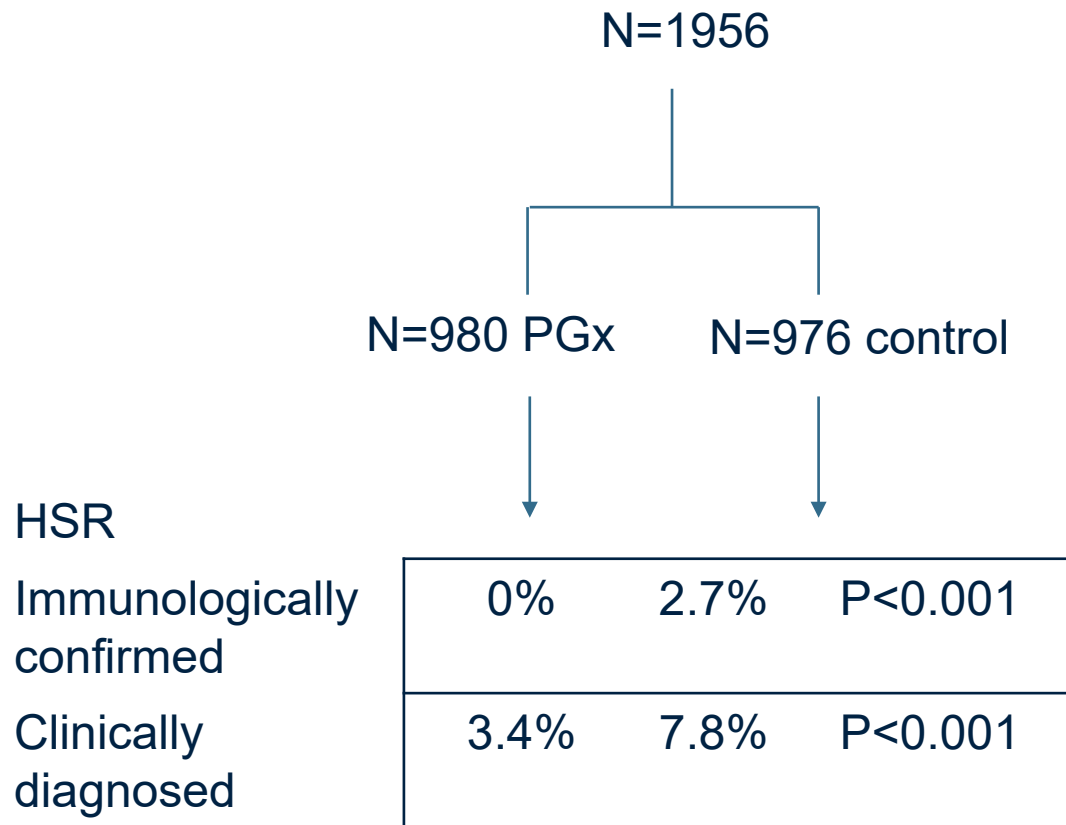 N=1956
N=980 PGx
N=976 control
HSR
Immunologically
confirmed
0% 2.7% P<0.001
Clinically
diagnosed
3.4% 7.8% P<0.001